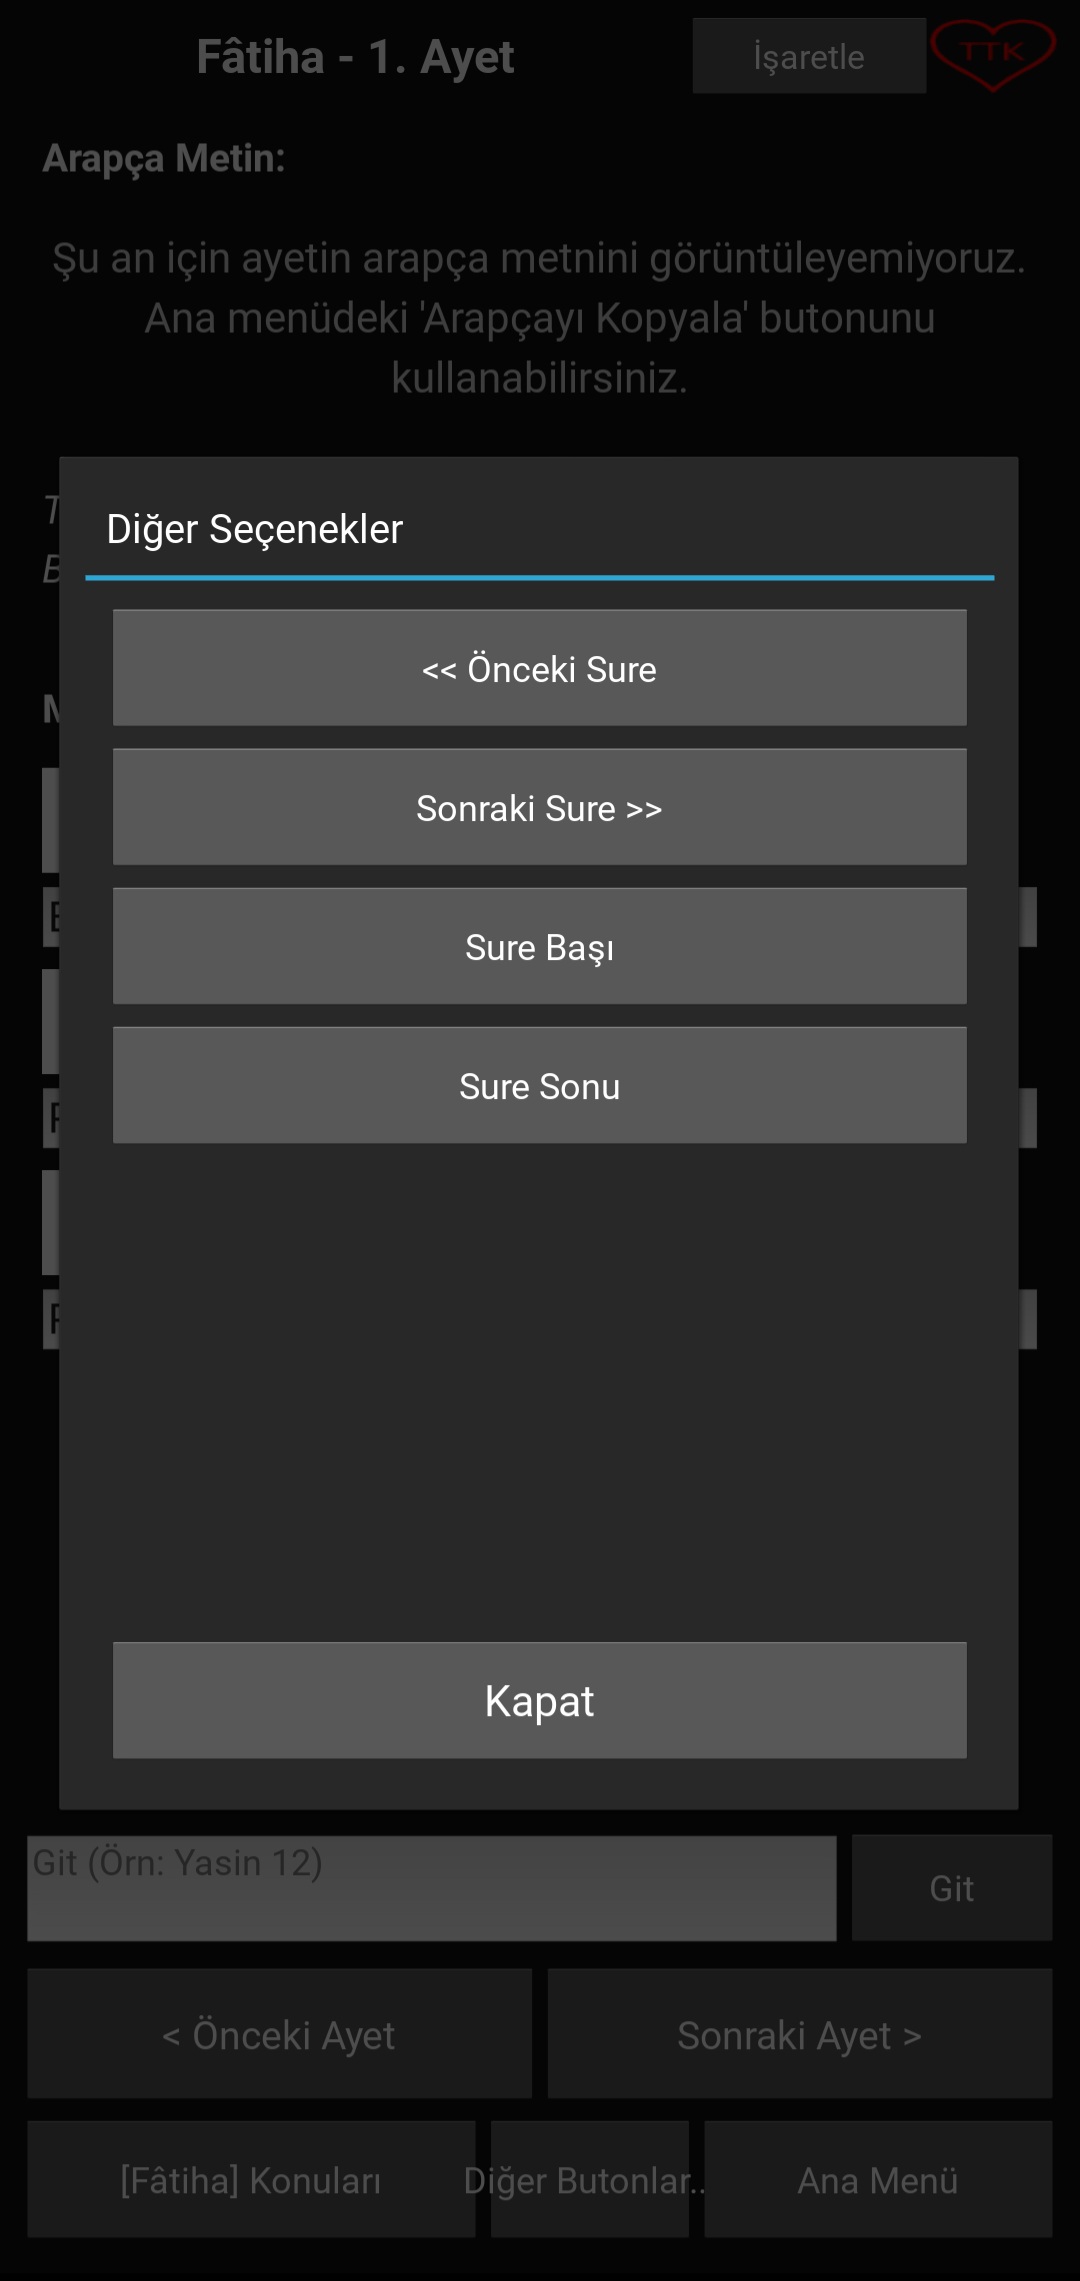 Fâtiha - 1. Ayet
İşaretle
TTK
Arapça Metin:
Şu an için ayetin arapça metnini görüntüleyemiyoruz.
Ana menüdeki 'Arapçayı Kopyala' butonunu
kullanabilirsiniz.
Diğer Seçenekler
<< Önceki Sure
Sonraki Sure >>
Sure Başı
Sure Sonu
Kapat
Git (Örn: Yasin 12)
Git
< Önceki Ayet
Sonraki Ayet >
[Fâtiha] Konuları
Diğer Butonlar..
Ana Menü